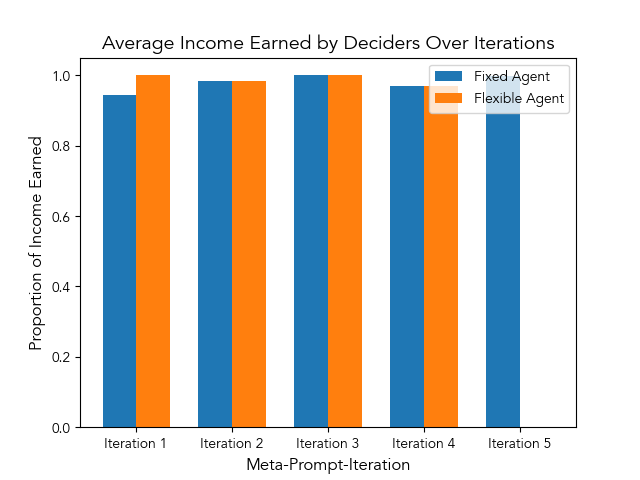 Average Income Earned by Deciders Over Iterations
Fixed Agent
Flexible Agent
Proportion of Income Earned
1.0
0.8
0.6
0.4
0.2
0.0
Iteration 1
Iteration 2
Iteration 3
Iteration 4
Iteration 5
Meta-Prompt-Iteration